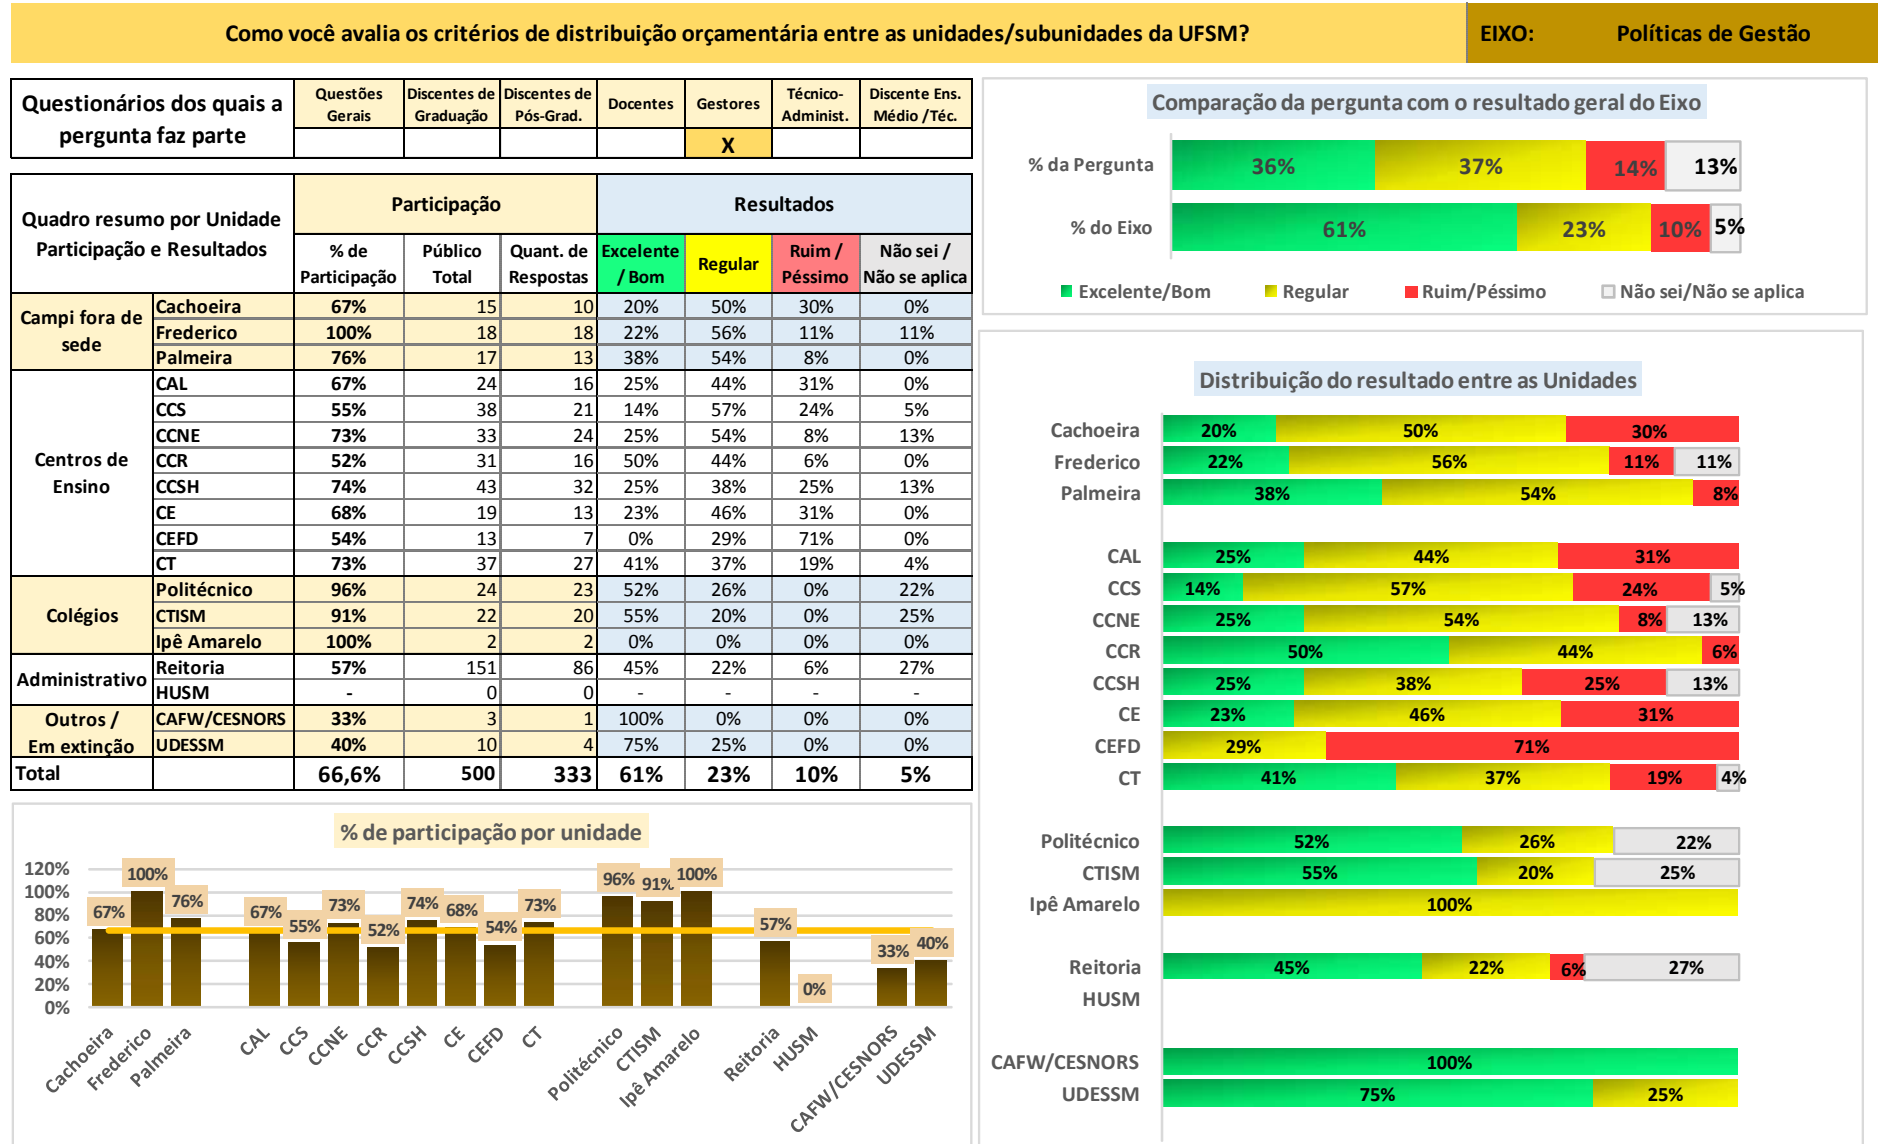 Como você avalia os critérios de distribuição orçamentária entre as unidades/subunidades da UFSM?
EIXO: Políticas de Gestão
Questionários dos quais a
pergunta faz parte
Questões
Gerais
Discentes de
Graduação
Discentes de
Pós-Grad.
Docentes
Gestores
Técnico-
Administ.
Discente Ens.
Médio /Téc.
X
Quadro resumo por Unidade
Participação e Resultados
Participação
Resultados
% de
Participação
Público
Total
Quant. de
Respostas
Excelente
/ Bom
Regular
Ruim /
Péssimo
Não sei /
Não se aplica
Campi fora de
sede
Cachoeira 67% 15 10 20% 50% 30% 0%
Frederico 100% 18 18 22% 56% 11% 11%
Palmeira 76% 17 13 38% 54% 8% 0%
Centros de
Ensino
CAL 67% 24 16 25% 44% 31% 0%
CCS 55% 38 21 14% 57% 24% 5%
CCNE 73% 33 24 25% 54% 8% 13%
CCR 52% 31 16 50% 44% 6% 0%
CCSH 74% 43 32 25% 38% 25% 13%
CE 68% 19 13 23% 46% 31% 0%
CEFD 54% 13 7 0% 29% 71% 0%
CT 73% 37 27 41% 37% 19% 4%
Colégios
Politécnico 96% 24 23 52% 26% 0% 22%
CTISM 91% 22 20 55% 20% 0% 25%
Ipê Amarelo 100% 2 2 0% 0% 0% 0%
Administrativo
Reitoria 57% 151 86 45% 22% 6% 27%
HUSM - 0 0 - - - -
Outros /
Em extinção
CAFW/CESNORS 33% 3 1 100% 0% 0% 0%
UDESSM 40% 10 4 75% 25% 0% 0%
Total 66,6% 500 333 61% 23% 10% 5%
% de participação por unidade
120%
100%
80%
60%
40%
20%
0%
67% 100% 76% 67% 55% 73% 52% 74% 68% 54% 73% 96% 91% 100% 57% 0% 33% 40%
Cachoeira Frederico Palmeira CAL CCS CCNE CCR CCSH CE CEFD CT Politécnico CTISM Ipê Amarelo Reitoria HUSM CAFW/CESNORS UDESSM
Comparação da pergunta com o resultado geral do Eixo
% da Pergunta 36% 37% 14% 13%
% do Eixo 61% 23% 10% 5%
Excelente/Bom Regular Ruim/Péssimo Não sei/Não se aplica
Distribuição do resultado entre as Unidades
Cachoeira 20% 50% 30%
Frederico 22% 56% 11% 11%
Palmeira 38% 54% 8%
CAL 25% 44% 31%
CCS 14% 57% 24% 5%
CCNE 25% 54% 8% 13%
CCR 50% 44% 6%
CCSH 25% 38% 25% 13%
CE 23% 46% 31%
CEFD 29% 71%
CT 41% 37% 19% 4%
Politécnico 52% 26% 22%
CTISM 55% 20% 25%
Ipê Amarelo 100%
Reitoria 45% 22% 6% 27%
HUSM
CAFW/CESNORS 100%
UDESSM 75% 25%